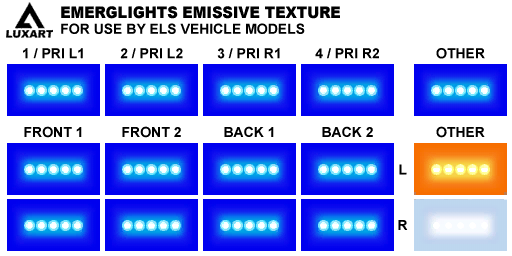 LUXART
EMERGLIGHTS EMISSIVE TEXTURE
FOR USE BY ELS VEHICLE MODELS
1 / PRI L1 2 / PRI L2 3 / PRI R1 4 / PRI R2 OTHER
FRONT 1 FRONT 2 BACK 1 BACK 2 OTHER
L
R